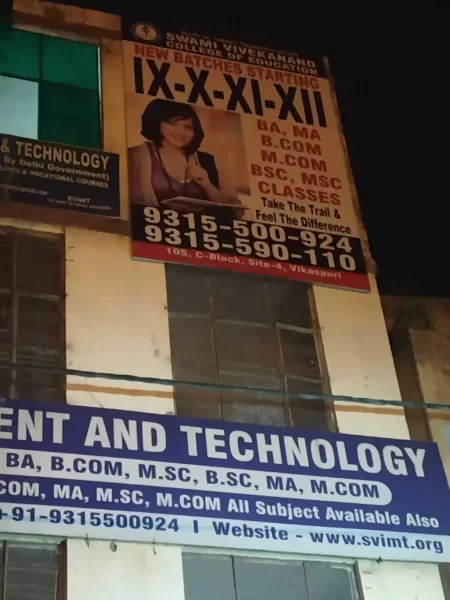 SWAMI VIVEKANAND
COLLEGE OF EDUCATION
NEW BATCHES STARTING
IX-X-XI-XII
BA, MA
B.COM
M.COM
BSC, MSC
CLASSES
Take The Trail &
Feel The Difference
9315-500-924
9315-590-110
105, C-Block, Site-4, Vikaspuri
& TECHNOLOGY
By Delhi Government)
& VOCATIONAL COURSES
SVIMT
ENT AND TECHNOLOGY
BA, B.COM, M.SC, B.SC, MA, M.COM
COM, MA, M.SC, M.COM All Subject Available Also
+91-9315500924 | Website - www.svimt.org